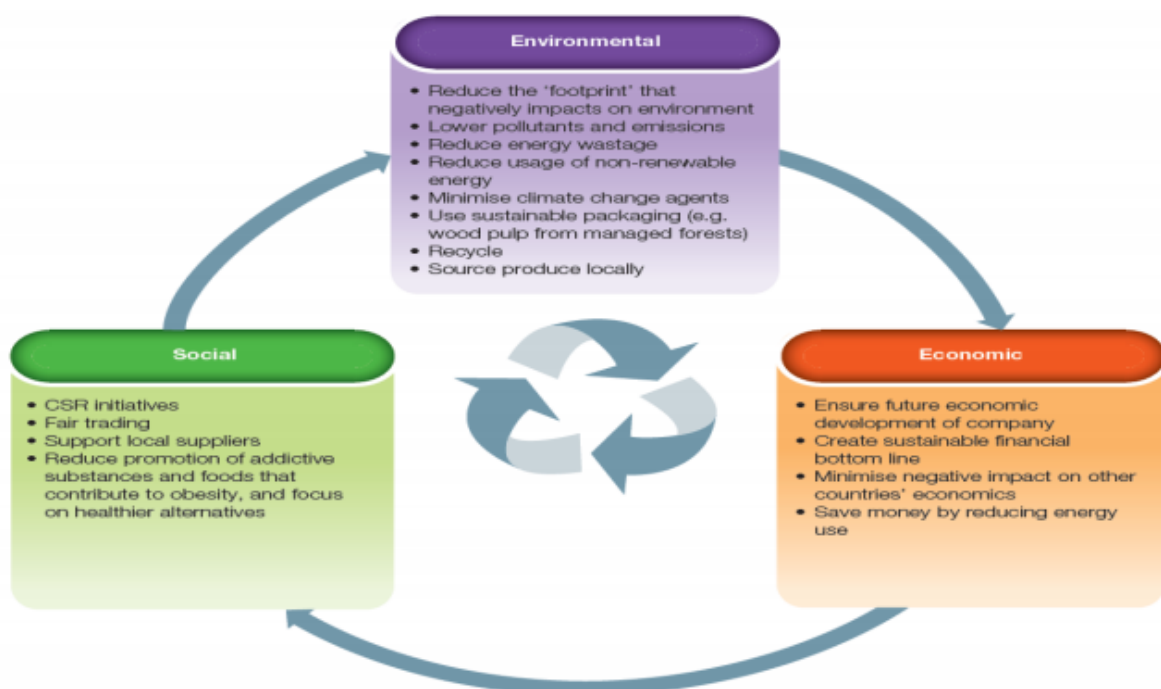 Environmental
• Reduce the ‘footprint’ that
negatively impacts on environment
• Lower pollutants and emissions
• Reduce energy wastage
• Reduce usage of non-renewable
energy
• Minimise climate change agents
• Use sustainable packaging (e.g.
wood pulp from managed forests)
• Recycle
• Source produce locally
Social
• CSR initiatives
• Fair trading
• Support local suppliers
• Reduce promotion of addictive
substances and foods that
contribute to obesity, and focus
on healthier alternatives
Economic
• Ensure future economic
development of company
• Create sustainable financial
bottom line
• Minimise negative impact on other
countries’ economics
• Save money by reducing energy
use